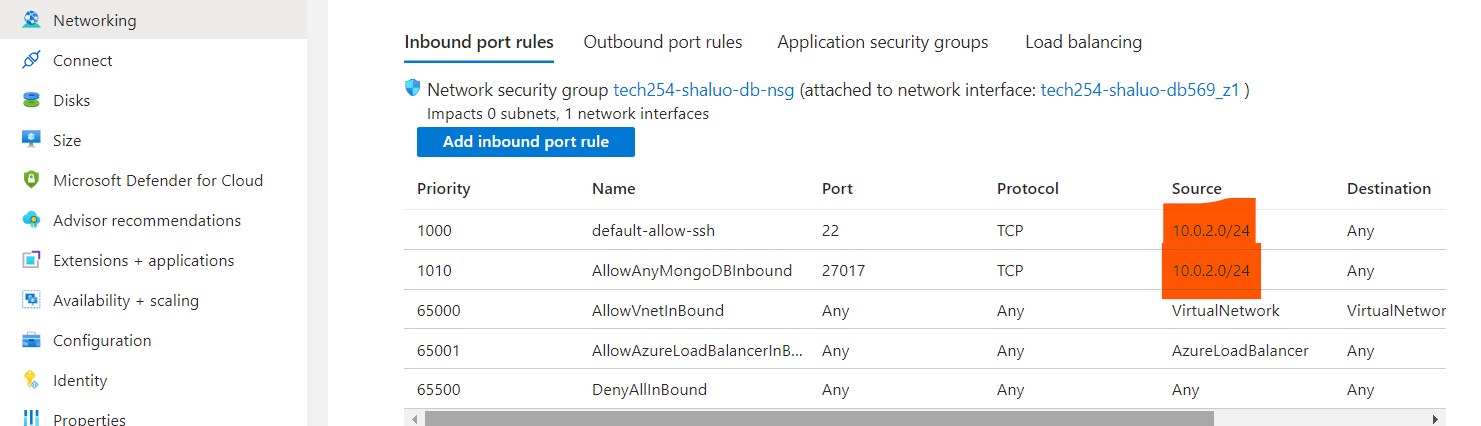 Networking
Connect
Disks
Size
Microsoft Defender for Cloud
Advisor recommendations
Extensions + applications
Availability + scaling
Configuration
Identity
Properties
Inbound port rules Outbound port rules Application security groups Load balancing
Network security group tech254-shaluo-db-nsg (attached to network interface: tech254-shaluo-db569_z1 )
Impacts 0 subnets, 1 network interfaces
Add inbound port rule
Priority Name Port Protocol Source Destination
1000 default-allow-ssh 22 TCP 10.0.2.0/24 Any
1010 AllowAnyMongoDBInbound 27017 TCP 10.0.2.0/24 Any
65000 AllowVnetInBound Any Any VirtualNetwork VirtualNetwor
65001 AllowAzureLoadBalancerInB... Any Any AzureLoadBalancer Any
65500 DenyAllInBound Any Any Any Any